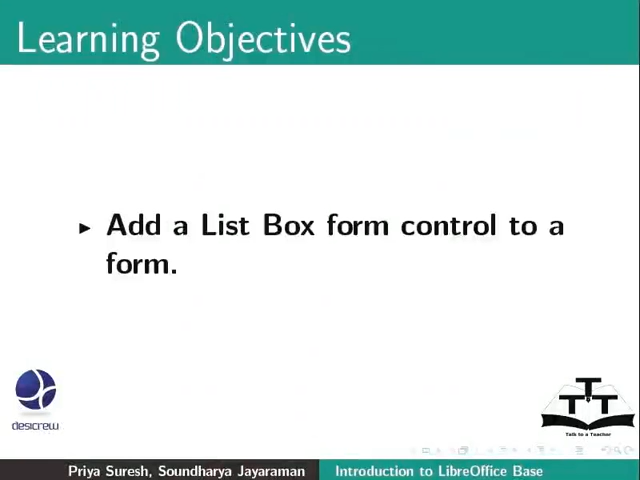 Learning Objectives
Add a List Box form control to a
form.
desicrew
T
T T
Talk to a Teacher
Priya Suresh, Soundharya Jayaraman
Introduction to LibreOffice Base